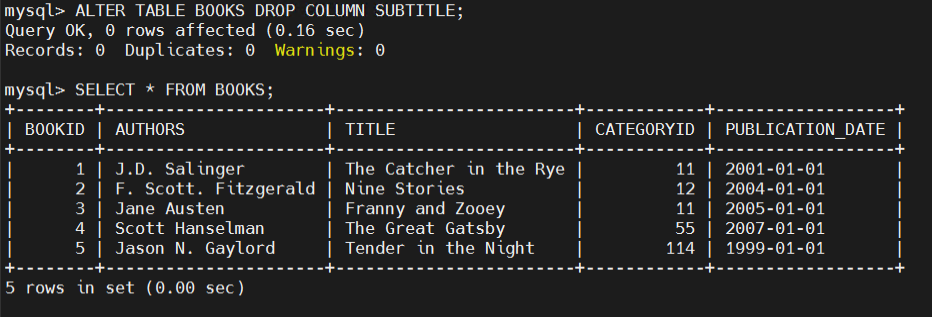 mysql> ALTER TABLE BOOKS DROP COLUMN SUBTITLE;
Query OK, 0 rows affected (0.16 sec)
Records: 0  Duplicates: 0  Warnings: 0

mysql> SELECT * FROM BOOKS;
+--------+----------------------+------------------------+------------+------------------+
| BOOKID | AUTHORS              | TITLE                  | CATEGORYID | PUBLICATION_DATE |
+--------+----------------------+------------------------+------------+------------------+
|      1 | J.D. Salinger        | The Catcher in the Rye |         11 | 2001-01-01       |
|      2 | F. Scott. Fitzgerald | Nine Stories           |         12 | 2004-01-01       |
|      3 | Jane Austen          | Franny and Zooey       |         11 | 2005-01-01       |
|      4 | Scott Hanselman      | The Great Gatsby       |         55 | 2007-01-01       |
|      5 | Jason N. Gaylord     | Tender in the Night    |        114 | 1999-01-01       |
+--------+----------------------+------------------------+------------+------------------+
5 rows in set (0.00 sec)